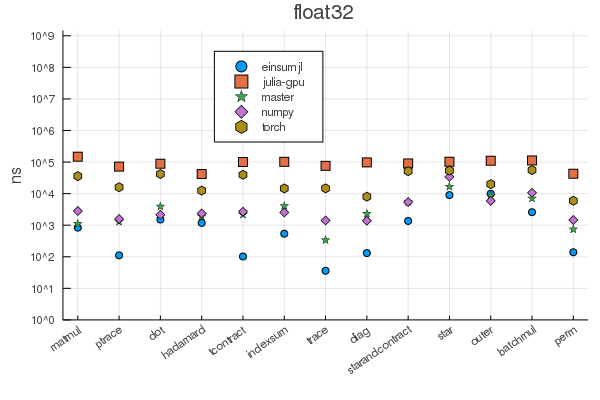 float32
10^9
10^8
10^7
10^6
10^5
10^4
10^3
10^2
10^1
10^0
ns
einsumjl
julia-gpu
master
numpy
torch
matmul
ptrace
dot
hadamard
tcontract
indexsum
trace
diag
starandcontract
star
outer
batchmul
perm